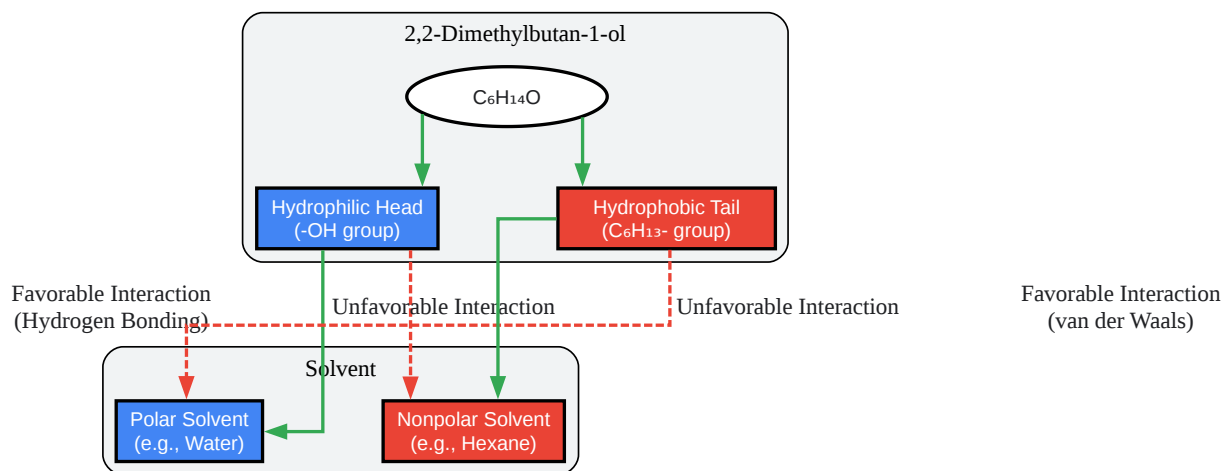 2,2-Dimethylbutan-1-ol
C₆H₁₄O
Hydrophilic Head
(-OH group)
Hydrophobic Tail
(C₆H₁₃- group)
Favorable Interaction
(Hydrogen Bonding)
Unfavorable Interaction
Unfavorable Interaction
Favorable Interaction
(van der Waals)
Solvent
Polar Solvent
(e.g., Water)
Nonpolar Solvent
(e.g., Hexane)